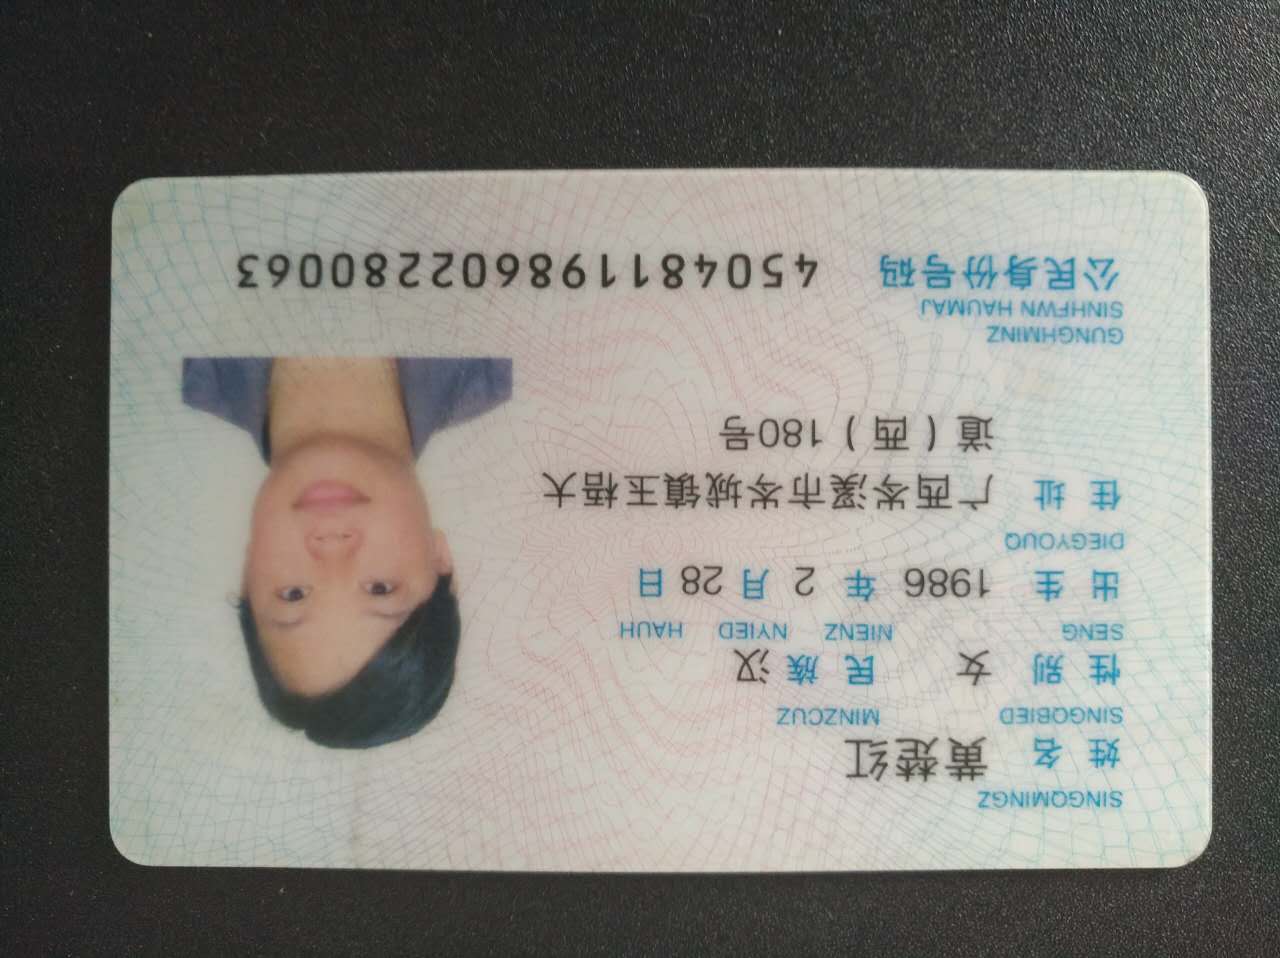 SINGQMINGZ
姓 名 黄楚红
SINGQBIED MINZCUZ
性 别 女 民 族 汉
SENG NIENZ NYIED HAUH
出 生 1986 年 2 月 28 日
DIEGYOUQ
住 址 广西岑溪市岑城镇玉梧大
道(西)180号
GUNGHMINZ
SINHFWN HAUMAJ
公民身份号码 450481198602280063